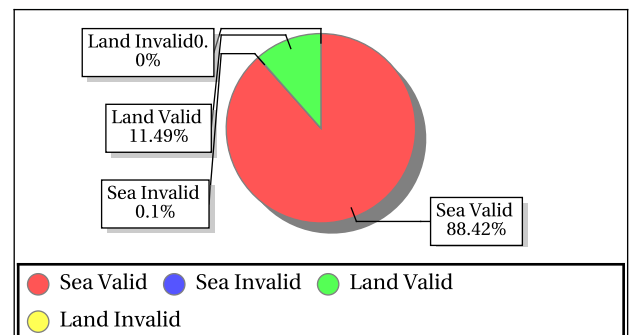 Land Invalid0.
0%
Land Valid
11.49%
Sea Invalid
0.1%
Sea Valid
88.42%
Sea Valid Sea Invalid Land Valid
Land Invalid